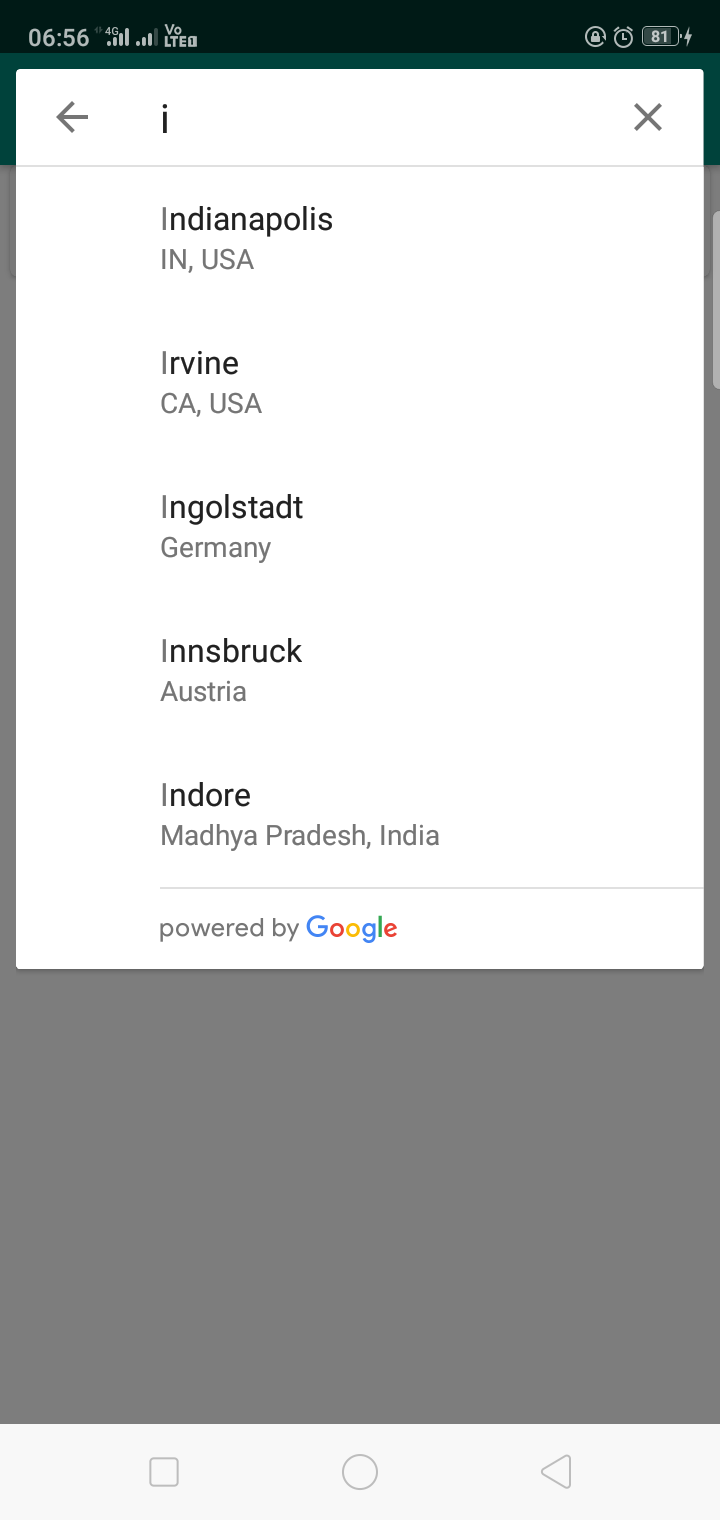 06:56 4G Vo LTE1 81
i
Indianapolis
IN, USA
Irvine
CA, USA
Ingolstadt
Germany
Innsbruck
Austria
Indore
Madhya Pradesh, India
powered by Google